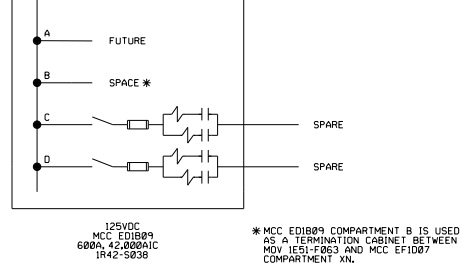 A
FUTURE
B
SPACE *
C
SPARE
D
SPARE
125VDC
MCC ED1B09
600A, 42,000AIC
1R42-S038
* MCC ED1B09 COMPARTMENT B IS USED
AS A TERMINATION CABINET BETWEEN
MOV 1E51-F063 AND MCC EF1D07
COMPARTMENT XN.